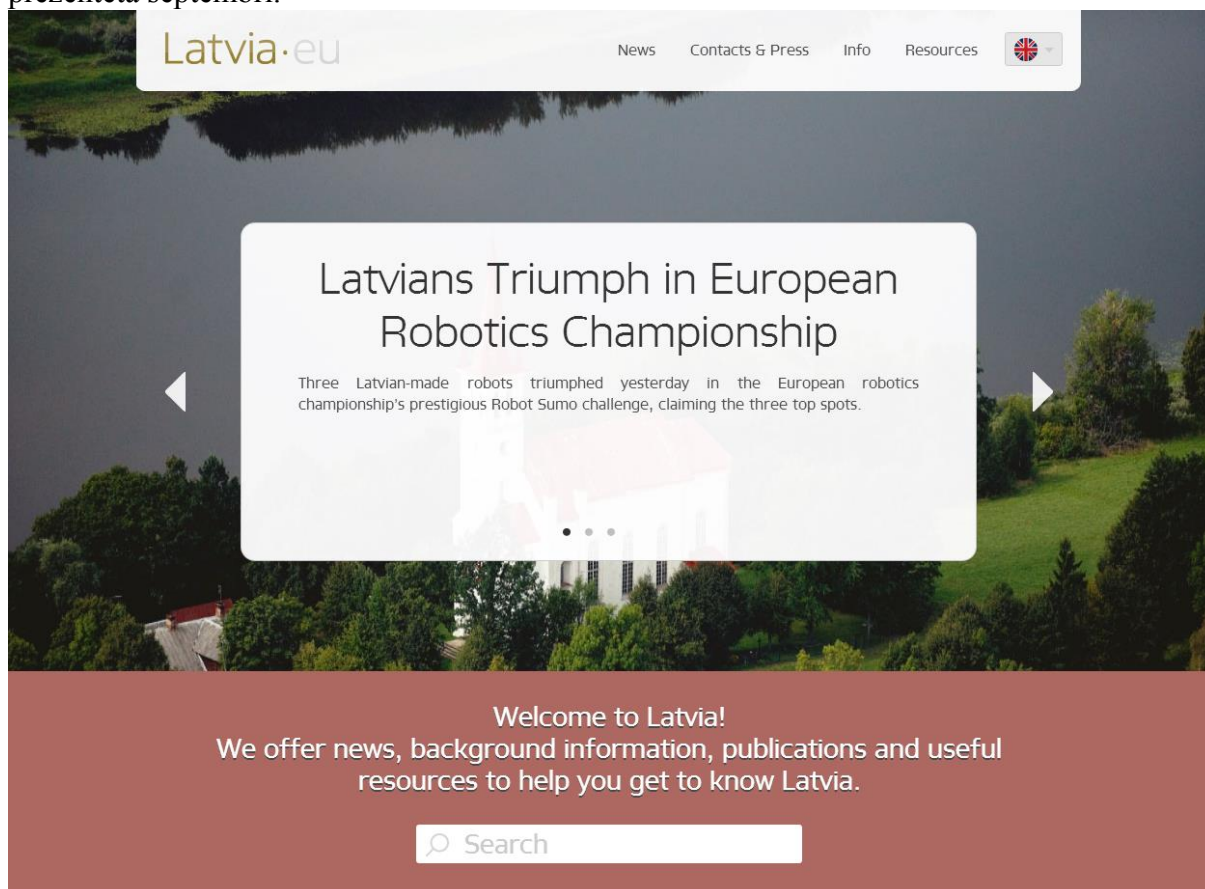 prezentēta septembrī.
Latvia.eu
News Contacts & Press Info Resources
Latvians Triumph in European
Robotics Championship
Three Latvian-made robots triumphed yesterday in the European robotics
championship's prestigious Robot Sumo challenge, claiming the three top spots.
Welcome to Latvia!
We offer news, background information, publications and useful
resources to help you get to know Latvia.
Search